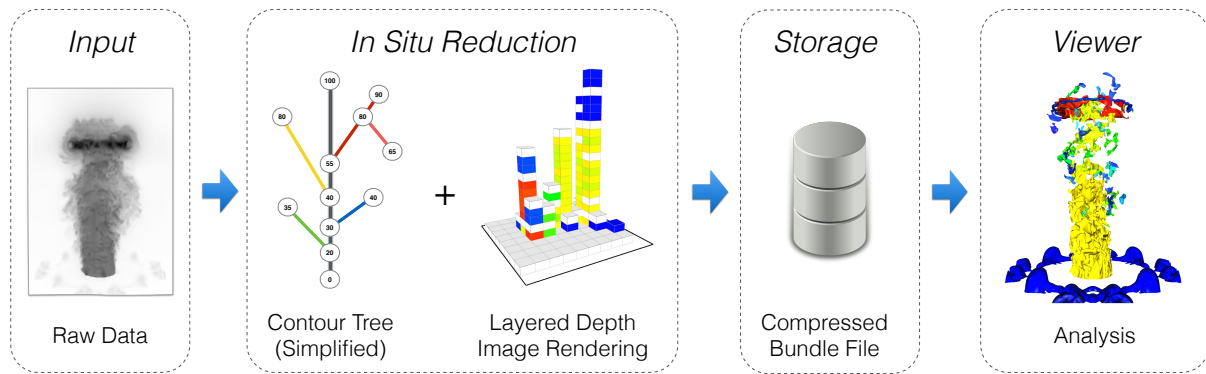 Input
In Situ Reduction
Storage
Viewer
100
90
80
80
65
55
40
40
35
30
20
0
+
Raw Data
Contour Tree
(Simplified)
Layered Depth
Image Rendering
Compressed
Bundle File
Analysis